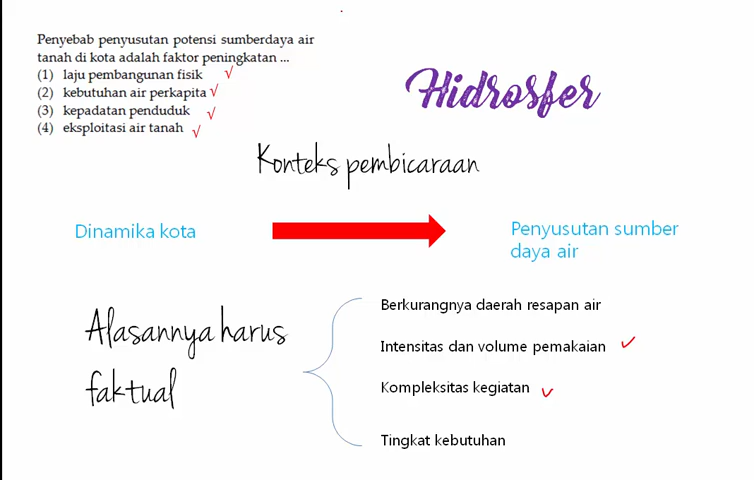 Penyebab penyusutan potensi sumberdaya air
tanah di kota adalah faktor peningkatan ...
(1) laju pembangunan fisik
(2) kebutuhan air perkapita
(3) kepadatan penduduk
(4) eksploitasi air tanah
Hidrosfer
Konteks pembicaraan
Dinamika kota
Penyusutan sumber
daya air
Alasannya harus
faktual
Berkurangnya daerah resapan air
Intensitas dan volume pemakaian
Kompleksitas kegiatan
Tingkat kebutuhan